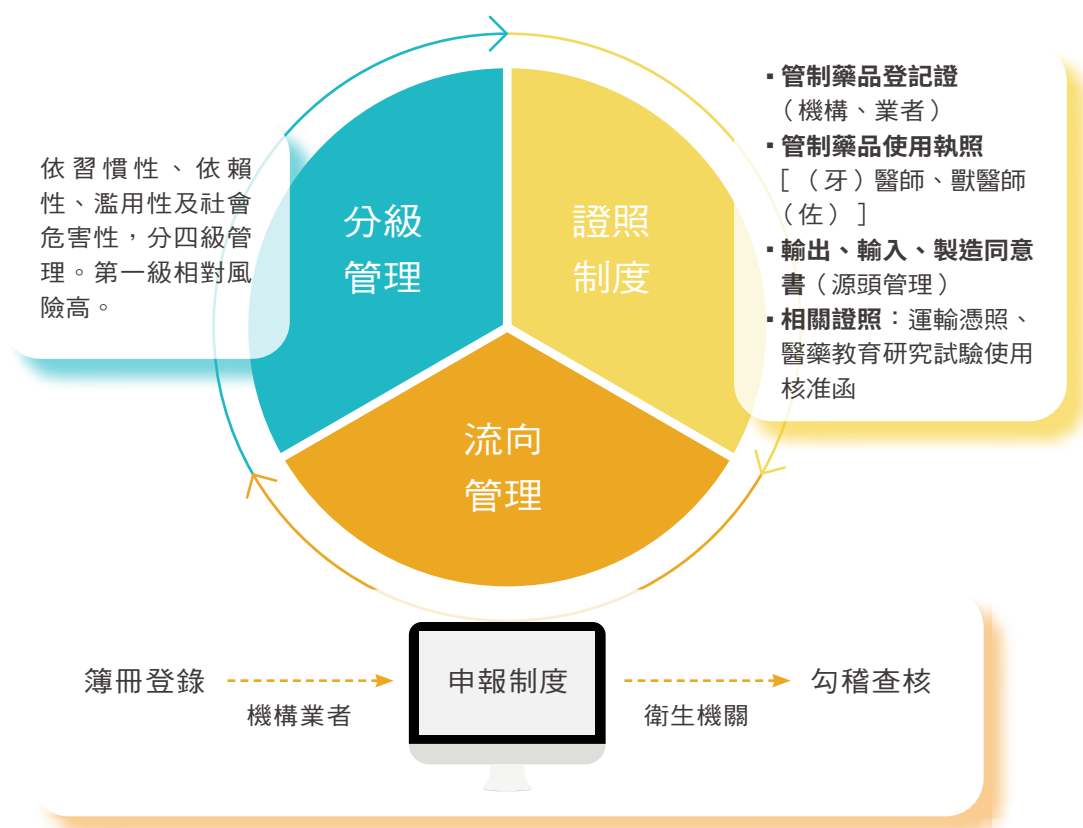 依習慣性、依賴
性、濫用性及社會
危害性，分四級管
理。第一級相對風
險高。
分級
管理
證照
制度
▪管制藥品登記證
（機構、業者）
▪管制藥品使用執照
［（牙）醫師、獸醫師
（佐）］
▪輸出、輸入、製造同意
書（源頭管理）
▪相關證照：運輸憑照、
醫藥教育研究試驗使用
核准函
流向
管理
簿冊登錄
機構業者
申報制度
衛生機關
勾稽查核